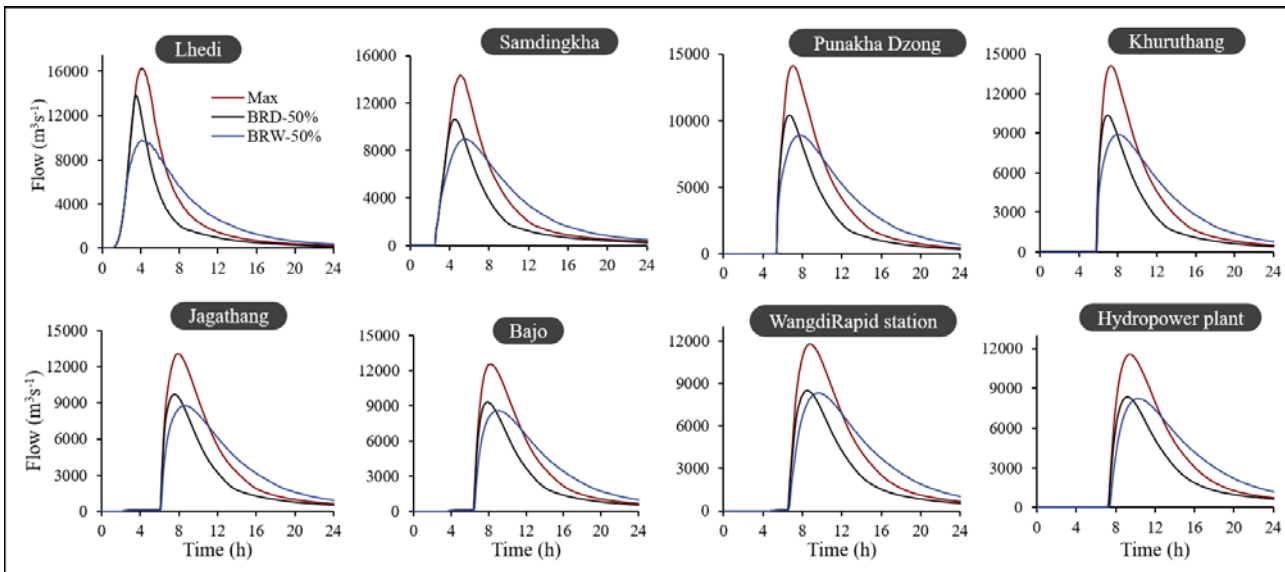 Lhedi
Samdingkha
Punakha Dzong
Khuruthang
Flow (m³s⁻¹)
16000
12000
8000
4000
0
Max
BRD-50%
BRW-50%
0 4 8 12 16 20 24
16000
12000
8000
4000
0
0 4 8 12 16 20 24
15000
10000
5000
0
0 4 8 12 16 20 24
15000
12000
9000
6000
3000
0
0 4 8 12 16 20 24
Jagathang
Bajo
WangdiRapid station
Hydropower plant
Flow (m³s⁻¹)
15000
12000
9000
6000
3000
0
0 4 8 12 16 20 24
Time (h)
15000
12000
9000
6000
3000
0
0 4 8 12 16 20 24
Time (h)
12000
9000
6000
3000
0
0 4 8 12 16 20 24
Time (h)
12000
9000
6000
3000
0
0 4 8 12 16 20 24
Time (h)